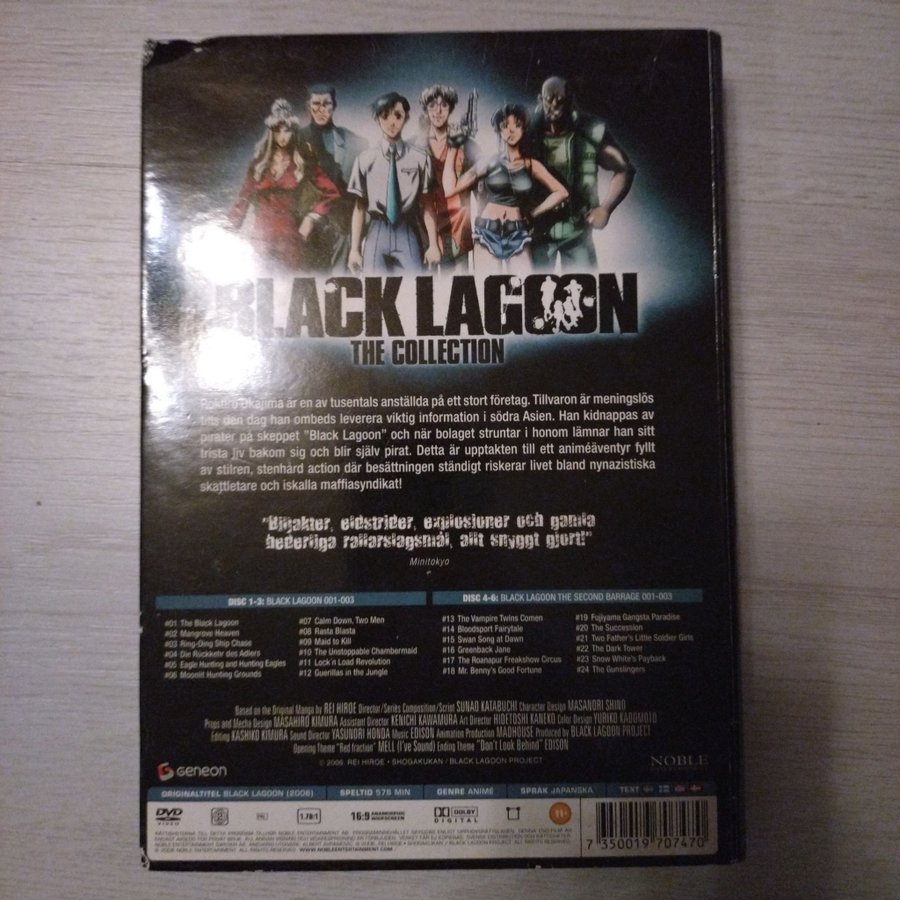 BLACK LAGOON
THE COLLECTION
Rokuro Okajima är en av tusentals anställda på ett stort företag. Tillvaron är meningslös
tills den dag han ombeds leverera viktig information i södra Asien. Han kidnappas av
pirater på skeppet "Black Lagoon" och när bolaget struntar i honom lämnar han sitt
trista liv bakom sig och blir själv pirat. Detta är upptakten till ett animéäventyr fyllt
av stilren, stenhård action där besättningen ständigt riskerar livet bland nynazistiska
skattletare och iskalla maffiasyndikat!
"Biljakter, eldstrider, explosioner och gamla
hederliga rallarslagsmål, allt snyggt gjort!"
Minitokyo
DISC 1-3: BLACK LAGOON 001-003
#01 The Black Lagoon
#02 Mangrove Heaven
#03 Ring-Ding Ship Chase
#04 Die Rückkehr des Adlers
#05 Eagle Hunting and Hunting Eagles
#06 Moonlit Hunting Grounds
#07 Calm Down, Two Men
#08 Rasta Blasta
#09 Maid to Kill
#10 The Unstoppable Chambermaid
#11 Lock'n Load Revolution
#12 Guerillas in the Jungle
DISC 4-6: BLACK LAGOON THE SECOND BARRAGE 001-003
#13 The Vampire Twins Comen
#14 Bloodsport Fairytale
#15 Swan Song at Dawn
#16 Greenback Jane
#17 The Roanapur Freakshow Circus
#18 Mr. Benny's Good Fortune
#19 Fujiyama Gangsta Paradise
#20 The Succession
#21 Two Father's Little Soldier Girls
#22 The Dark Tower
#23 Snow White's Payback
#24 The Gunslingers
Based on the Original Manga by REI HIROE Director/Series Composition/Script SUNAO KATABUCHI Character Design MASANORI SHINO
Props and Mecha Design MASAHIRO KIMURA Assistant Director KENICHI KAWAMURA Art Director HIDETOSHI KANEKO Color Design YURIKO KADOMOTO
Editing KASHIKO KIMURA Sound Director YASUNORI HONDA Music EDISON Animation Production MADHOUSE Produced by BLACK LAGOON PROJECT
Opening Theme "Red fraction" MELL (I've Sound) Ending Theme "Don't Look Behind" EDISON
© 2006 REI HIROE • SHOGAKUKAN / BLACK LAGOON PROJECT
Geneon
NOBLE
ORIGINALTITEL BLACK LAGOON (2006) SPELTID 576 MIN GENRE ANIMÉ SPRÅK JAPANSKA TEXT
DVD VIDEO
PAL
1.78:1
16:9 ANAMORPHIC WIDESCREEN
DOLBY DIGITAL
11+
WWW.NOBLEENTERTAINMENT.COM
7 350019 707470